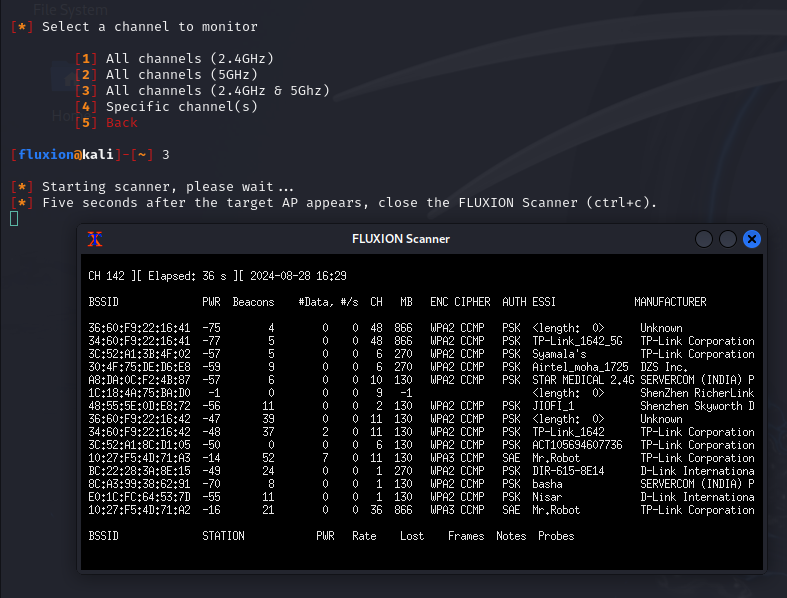 File System
[*] Select a channel to monitor
[1] All channels (2.4GHz)
[2] All channels (5GHz)
[3] All channels (2.4GHz & 5Ghz)
[4] Specific channel(s)
[5] Back
[fluxion@kali]-[~] 3
[*] Starting scanner, please wait...
[*] Five seconds after the target AP appears, close the FLUXION Scanner (ctrl+c).
FLUXION Scanner
CH 142 ][ Elapsed: 36 s ][ 2024-08-28 16:29
BSSID PWR Beacons #Data, #/s CH MB ENC CIPHER AUTH ESSI MANUFACTURER
36:60:F9:22:16:41 -75 4 0 0 48 866 WPA2 CCMP PSK <length: 0> Unknown
34:60:F9:22:16:41 -77 5 0 0 48 866 WPA2 CCMP PSK TP-Link_1642_5G TP-Link Corporation
3C:52:A1:3B:4F:02 -57 5 0 0 6 270 WPA2 CCMP PSK Syamala's TP-Link Corporation
30:4F:75:DE:D6:E8 -59 9 0 0 6 270 WPA2 CCMP PSK Airtel_moha_1725 DZS Inc.
A8:DA:0C:F2:4B:87 -57 6 0 0 10 130 WPA2 CCMP PSK STAR MEDICAL 2.4G SERVERCOM (INDIA) P
1C:18:4A:75:BA:D0 -1 0 0 0 9 -1 <length: 0> ShenZhen RicherLink
48:55:5E:0D:E8:72 -56 11 0 0 2 130 WPA2 CCMP PSK JIOFI_1 Shenzhen Skyworth D
36:60:F9:22:16:42 -47 39 0 0 11 130 WPA2 CCMP PSK <length: 0> Unknown
34:60:F9:22:16:42 -48 37 2 0 11 130 WPA2 CCMP PSK TP-Link_1642 TP-Link Corporation
3C:52:A1:8C:D1:05 -50 0 0 0 6 130 WPA2 CCMP PSK ACT105694607736 TP-Link Corporation
10:27:F5:4D:71:A3 -14 52 7 0 11 130 WPA3 CCMP SAE Mr.Robot TP-Link Corporation
BC:22:28:3A:8E:15 -49 24 0 0 1 270 WPA2 CCMP PSK DIR-615-8E14 D-Link Internationa
8C:A3:99:38:62:91 -70 8 0 0 1 130 WPA2 CCMP PSK basha SERVERCOM (INDIA) P
E0:1C:FC:64:53:7D -55 11 0 0 1 130 WPA2 CCMP PSK Nisar D-Link Internationa
10:27:F5:4D:71:A2 -16 21 0 0 36 866 WPA3 CCMP SAE Mr.Robot TP-Link Corporation
BSSID STATION PWR Rate Lost Frames Notes Probes